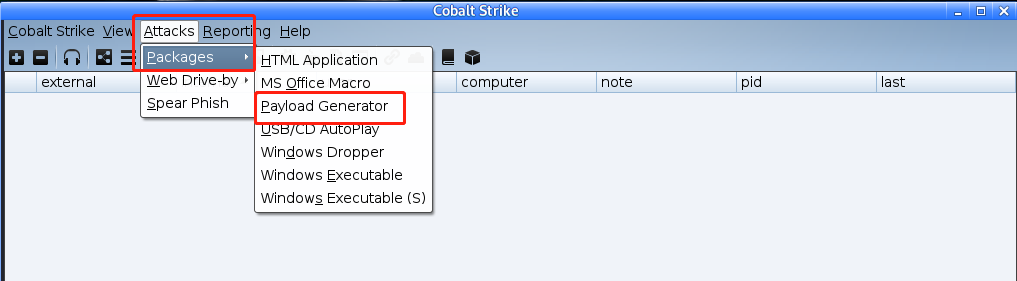 Cobalt Strike
Cobalt Strike View Attacks Reporting Help
Packages
Web Drive-by
Spear Phish
HTML Application
MS Office Macro
Payload Generator
USB/CD AutoPlay
Windows Dropper
Windows Executable
Windows Executable (S)
external computer note pid last